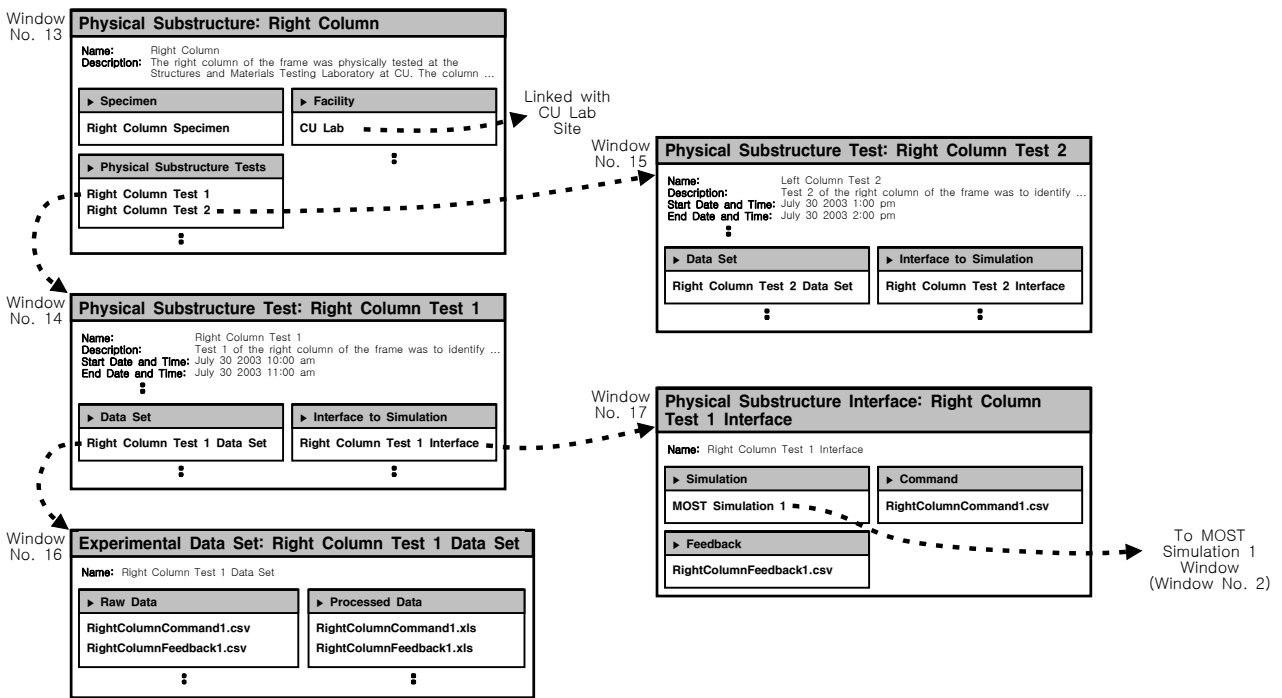 Window
No. 13
Physical Substructure: Right Column
Name: Right Column
Description: The right column of the frame was physically tested at the
Structures and Materials Testing Laboratory at CU. The column ...
▶ Specimen
Right Column Specimen
▶ Facility
CU Lab
Linked with
CU Lab
Site
▶ Physical Substructure Tests
Right Column Test 1
Right Column Test 2
Window
No. 15
Physical Substructure Test: Right Column Test 2
Name: Left Column Test 2
Description: Test 2 of the right column of the frame was to identify ...
Start Date and Time: July 30 2003 1:00 pm
End Date and Time: July 30 2003 2:00 pm
▶ Data Set
Right Column Test 2 Data Set
▶ Interface to Simulation
Right Column Test 2 Interface
Window
No. 14
Physical Substructure Test: Right Column Test 1
Name: Right Column Test 1
Description: Test 1 of the right column of the frame was to identify ...
Start Date and Time: July 30 2003 10:00 am
End Date and Time: July 30 2003 11:00 am
▶ Data Set
Right Column Test 1 Data Set
▶ Interface to Simulation
Right Column Test 1 Interface
Window
No. 17
Physical Substructure Interface: Right Column
Test 1 Interface
Name: Right Column Test 1 Interface
▶ Simulation
MOST Simulation 1
▶ Command
RightColumnCommand1.csv
▶ Feedback
RightColumnFeedback1.csv
To MOST
Simulation 1
Window
(Window No. 2)
Window
No. 16
Experimental Data Set: Right Column Test 1 Data Set
Name: Right Column Test 1 Data Set
▶ Raw Data
RightColumnCommand1.csv
RightColumnFeedback1.csv
▶ Processed Data
RightColumnCommand1.xls
RightColumnFeedback1.xls